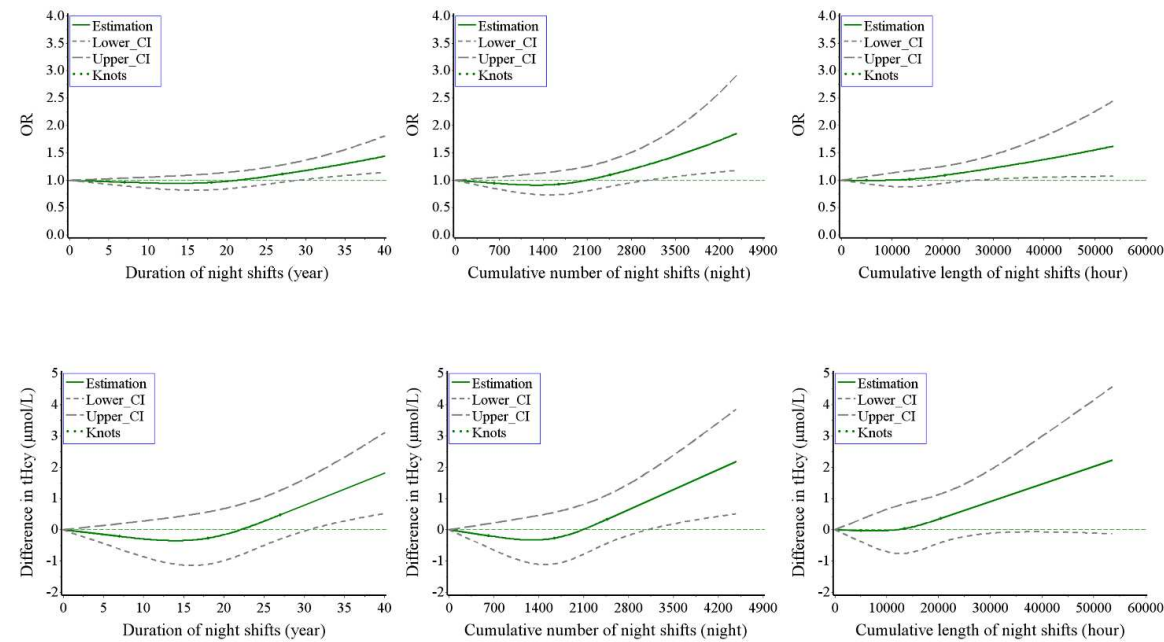 4.0
3.5
3.0
2.5
2.0
1.5
1.0
0.5
0.0
OR
Estimation
Lower_CI
Upper_CI
Knots
0 5 10 15 20 25 30 35 40
Duration of night shifts (year)
4.0
3.5
3.0
2.5
2.0
1.5
1.0
0.5
0.0
OR
Estimation
Lower_CI
Upper_CI
Knots
0 700 1400 2100 2800 3500 4200 4900
Cumulative number of night shifts (night)
4.0
3.5
3.0
2.5
2.0
1.5
1.0
0.5
0.0
OR
Estimation
Lower_CI
Upper_CI
Knots
0 10000 20000 30000 40000 50000 60000
Cumulative length of night shifts (hour)
5
4
3
2
1
0
-1
-2
Difference in tHcy (μmol/L)
Estimation
Lower_CI
Upper_CI
Knots
0 5 10 15 20 25 30 35 40
Duration of night shifts (year)
5
4
3
2
1
0
-1
-2
Difference in tHcy (μmol/L)
Estimation
Lower_CI
Upper_CI
Knots
0 700 1400 2100 2800 3500 4200 4900
Cumulative number of night shifts (night)
5
4
3
2
1
0
-1
-2
Difference in tHcy (μmol/L)
Estimation
Lower_CI
Upper_CI
Knots
0 10000 20000 30000 40000 50000 60000
Cumulative length of night shifts (hour)